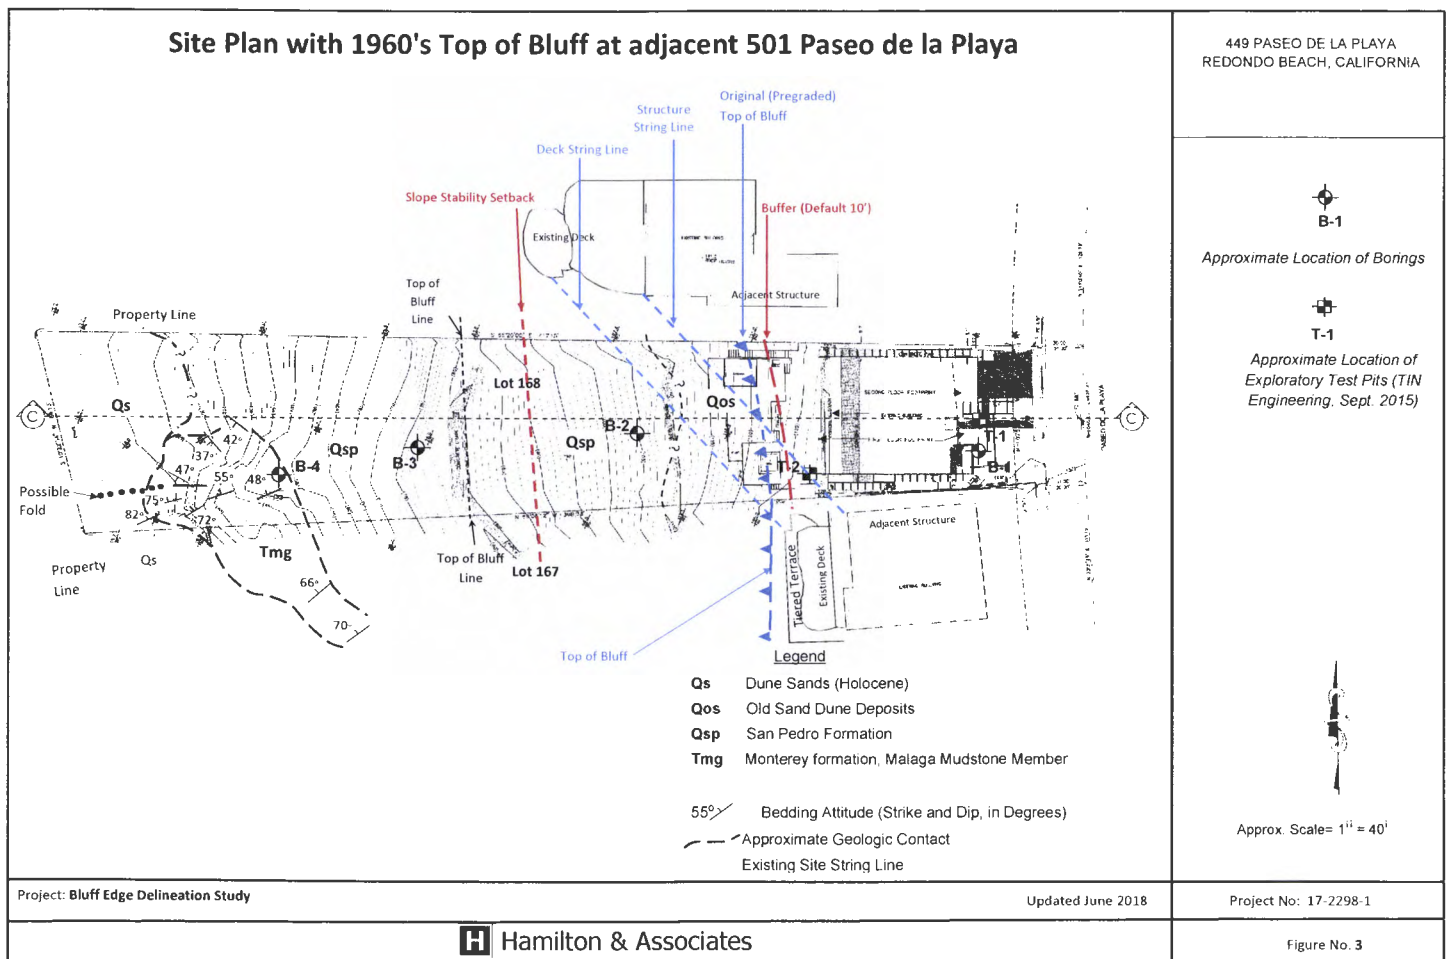 Site Plan with 1960's Top of Bluff at adjacent 501 Paseo de la Playa
449 PASEO DE LA PLAYA
REDONDO BEACH, CALIFORNIA
Original (Pregraded)
Top of Bluff
Structure
String Line
Deck String Line
Slope Stability Setback
Buffer (Default 10')
Existing Deck
Adjacent Structure
Top of
Bluff
Line
Property Line
Lot 168
Qs
Qos
C
C
42°
37°
Qsp
Qsp
B-2
B-3
T-1
B-1
T-2
B-4
47°
55°
48°
Possible
Fold
75°
82°
72°
Adjacent Structure
Tmg
Qs
Property
Line
Top of Bluff
Line
Lot 167
Tiered Terrace
Existing Deck
66°
70°
Top of Bluff
PASEO DE LA PLAYA
Legend
Qs Dune Sands (Holocene)
Qos Old Sand Dune Deposits
Qsp San Pedro Formation
Tmg Monterey formation, Malaga Mudstone Member
55° Bedding Attitude (Strike and Dip, in Degrees)
Approximate Geologic Contact
Existing Site String Line
B-1
Approximate Location of Borings
T-1
Approximate Location of
Exploratory Test Pits (TIN
Engineering, Sept. 2015)
Approx. Scale= 1" = 40'
Project: Bluff Edge Delineation Study
Updated June 2018
Project No: 17-2298-1
H Hamilton & Associates
Figure No. 3